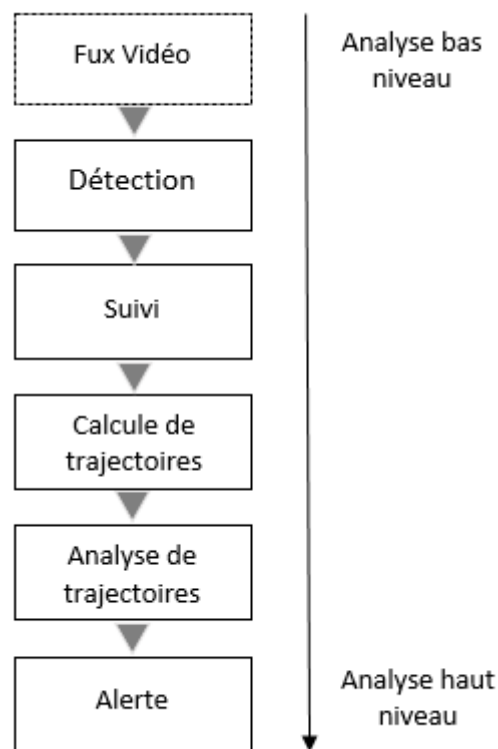 Fux Vidéo
Analyse bas
niveau
Détection
Suivi
Calcule de
trajectoires
Analyse de
trajectoires
Alerte
Analyse haut
niveau